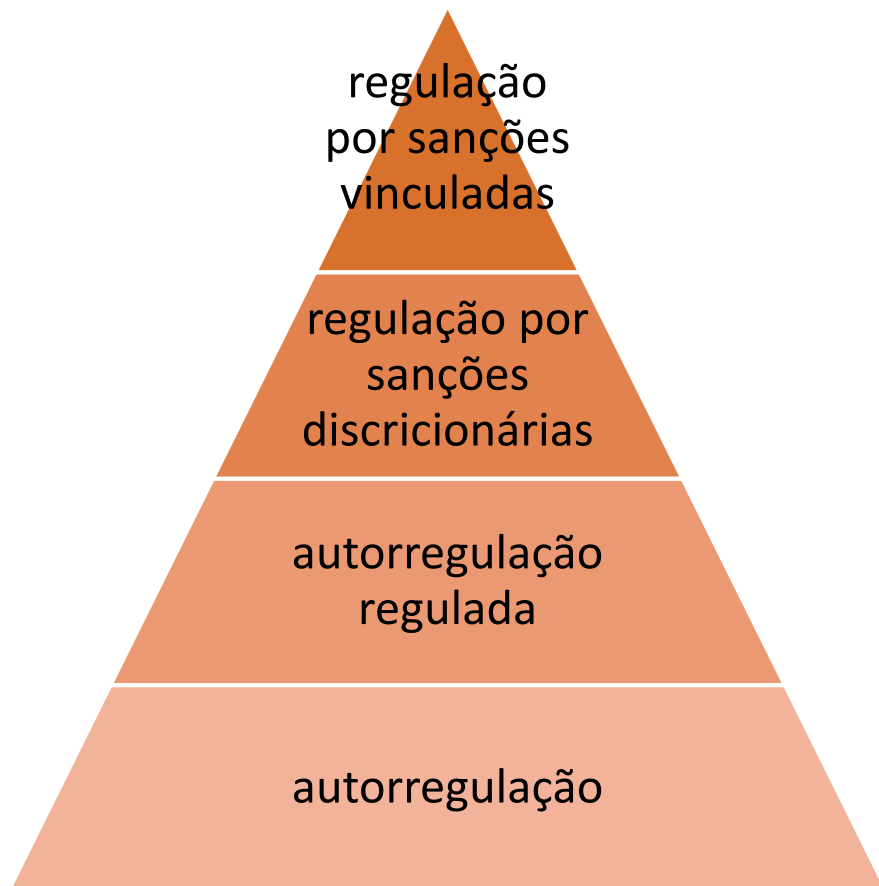 regulação
por sanções
vinculadas
regulação por
sanções
discricionárias
autorregulação
regulada
autorregulação